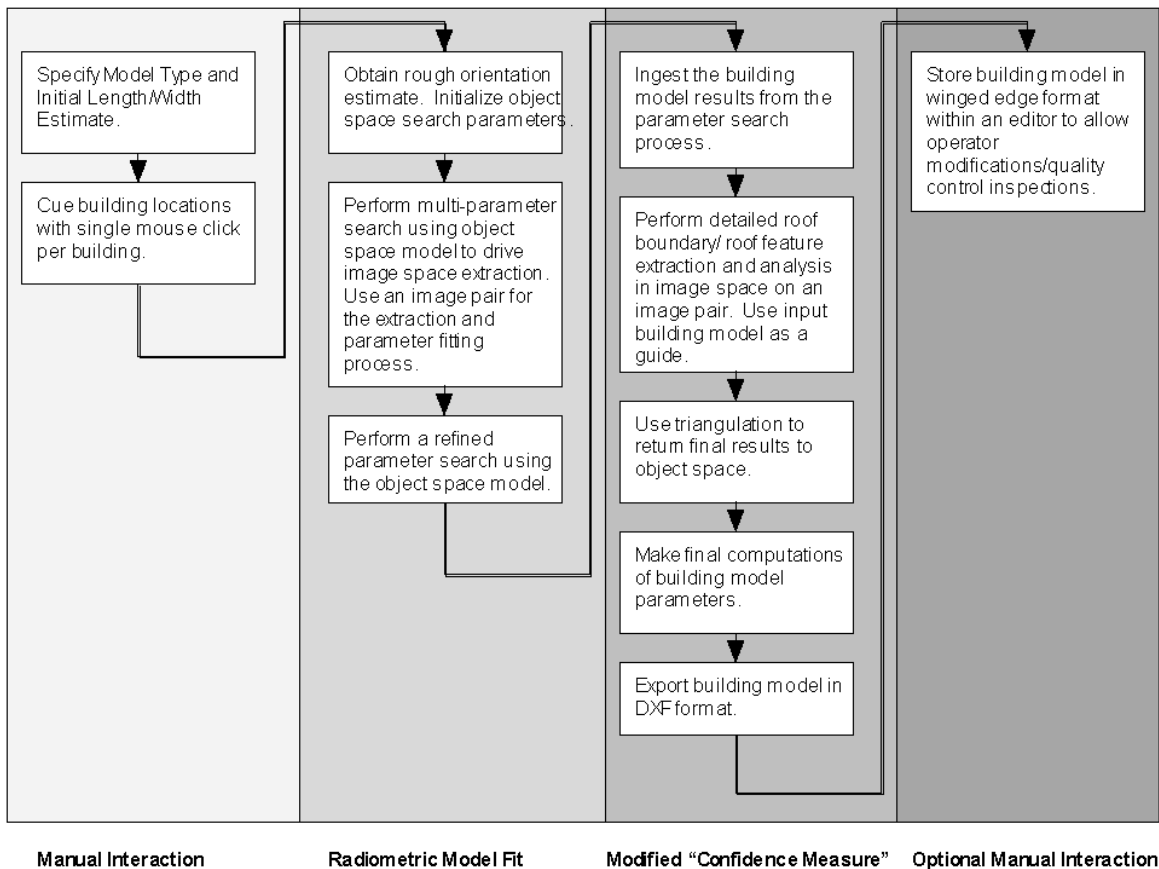 Specify Model Type and
Initial Length/Width
Estimate.
Cue building locations
with single mouse click
per building.
Obtain rough orientation
estimate. Initialize object
space search parameters.
Perform multi-parameter
search using object
space model to drive
image space extraction.
Use an image pair for
the extraction and
parameter fitting
process.
Perform a refined
parameter search using
the object space model.
Ingest the building
model results from the
parameter search
process.
Perform detailed roof
boundary/ roof feature
extraction and analysis
in image space on an
image pair. Use input
building model as a
guide.
Use triangulation to
return final results to
object space.
Make final computations
of building model
parameters.
Export building model in
DXF format.
Store building model in
winged edge format
within an editor to allow
operator
modifications/quality
control inspections.
Manual Interaction
Radiometric Model Fit
Modified “Confidence Measure”
Optional Manual Interaction